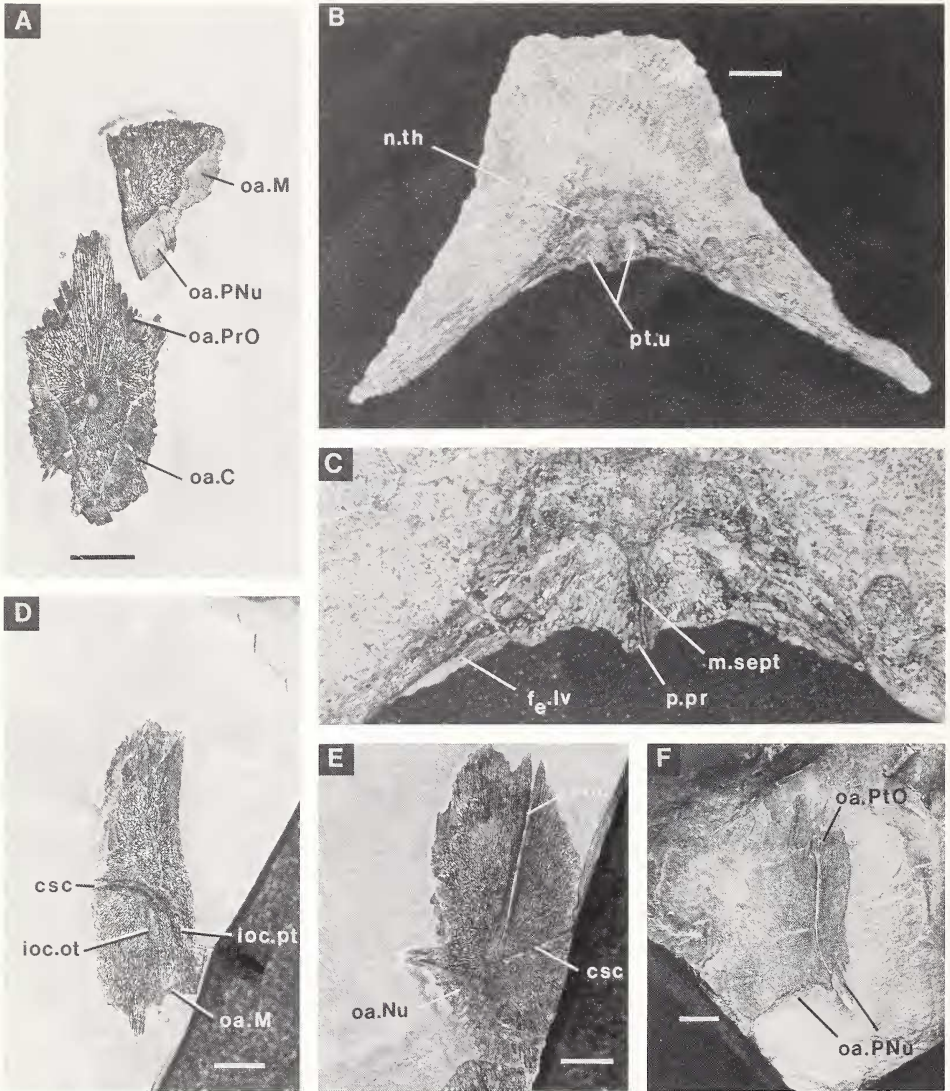 A
oa.M
oa.PNu
oa.PrO
oa.C
B
n.th
pt.u
C
m.sept
p.pr
fe.lv
D
csc
ioc.pt
ioc.ot
oa.M
E
csc
oa.Nu
F
oa.PtO
oa.PNu